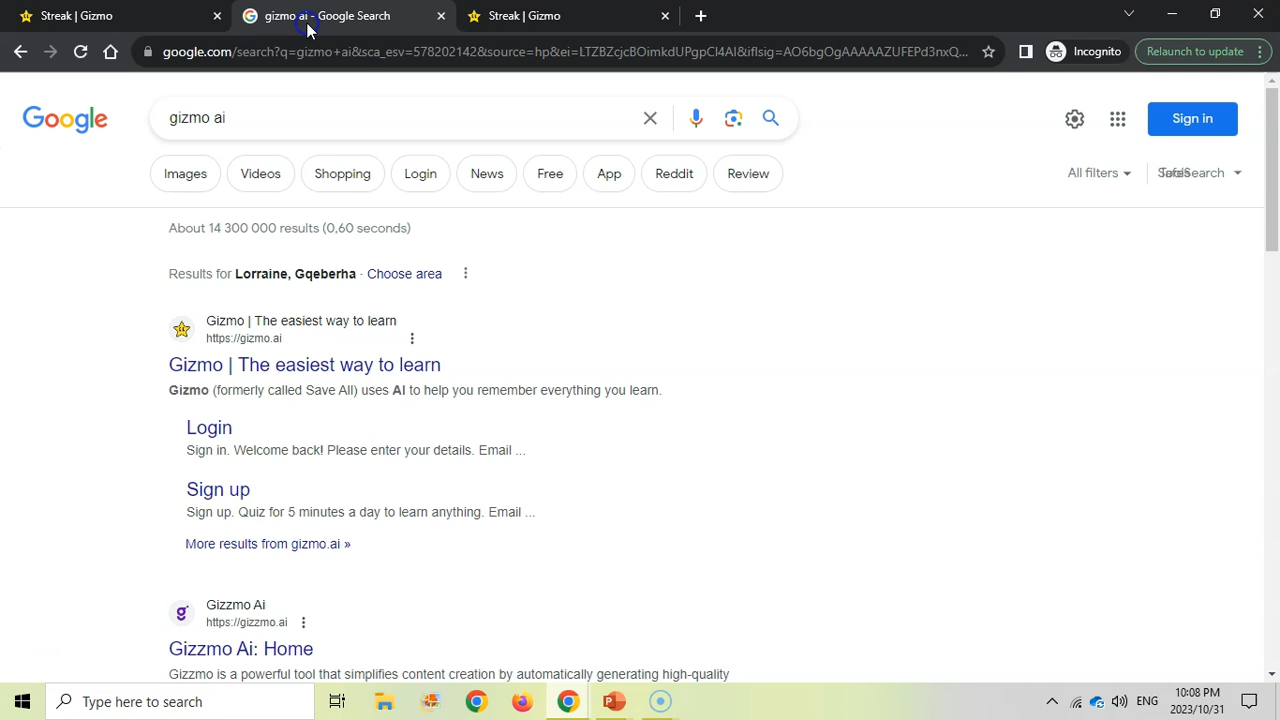 Streak | Gizmo
gizmo ai - Google Search
Streak | Gizmo
google.com/search?q=gizmo+ai&sca_esv=578202142&source=hp&ei=LTZBZcjcBOimkdUPgpCl4AI&iflsig=AO6bgOgAAAAAZUFEPd3nxQ...
Incognito
Relaunch to update
Google
gizmo ai
Sign in
Images
Videos
Shopping
Login
News
Free
App
Reddit
Review
All filters
SafeSearch
About 14 300 000 results (0,60 seconds)
Results for Lorraine, Gqeberha · Choose area
Gizmo | The easiest way to learn
https://gizmo.ai
Gizmo | The easiest way to learn
Gizmo (formerly called Save All) uses AI to help you remember everything you learn.
Login
Sign in. Welcome back! Please enter your details. Email ...
Sign up
Sign up. Quiz for 5 minutes a day to learn anything. Email ...
More results from gizmo.ai »
Gizzmo Ai
https://gizzmo.ai
Gizzmo Ai: Home
Gizzmo is a powerful tool that simplifies content creation by automatically generating high-quality
Type here to search
ENG
10:08 PM
2023/10/31